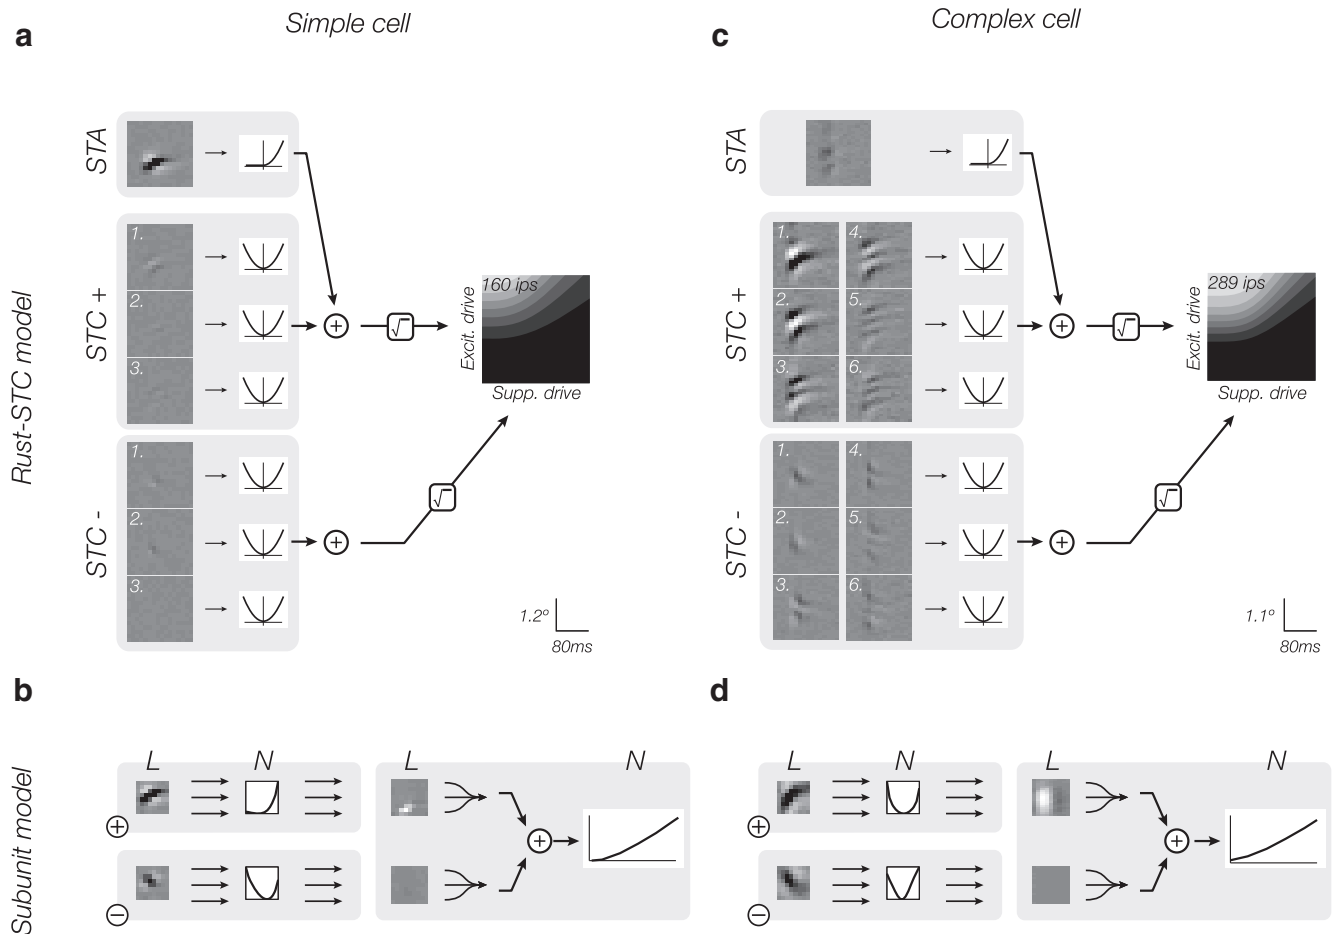 a
Simple cell
Rust-STC model
STA
STC +
1.
2.
3.
STC -
1.
2.
3.
√
√
160 ips
Excit. drive
Supp. drive
1.2º
80ms
c
Complex cell
STA
STC +
1.
4.
2.
5.
3.
6.
STC -
1.
4.
2.
5.
3.
6.
√
√
289 ips
Excit. drive
Supp. drive
1.1º
80ms
b
Subunit model
L
N
L
N
+
+
−
d
L
N
L
N
+
+
−